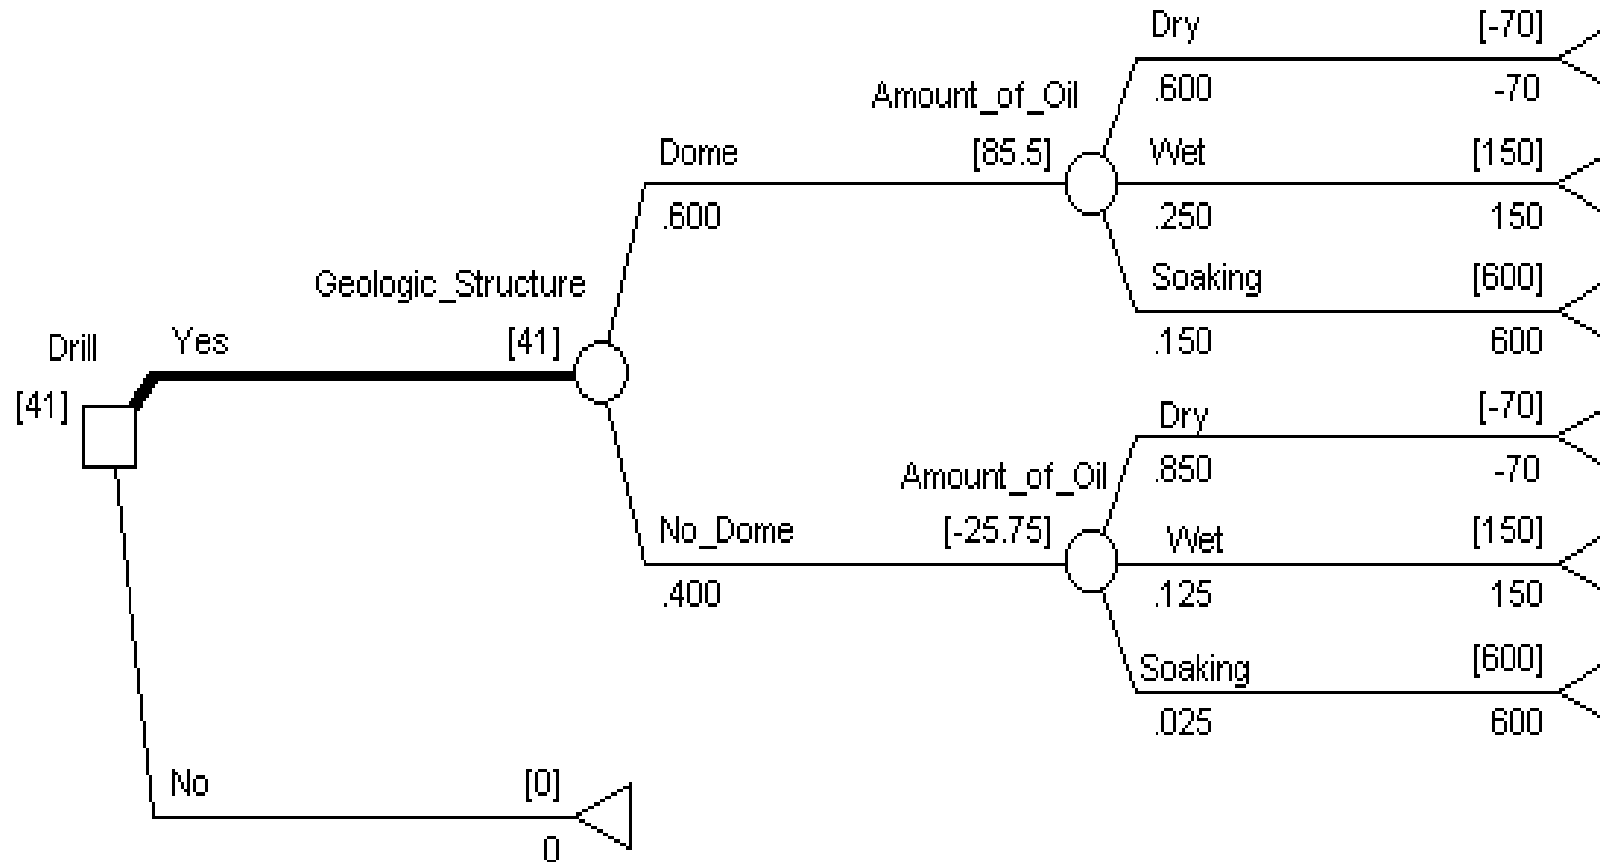 Dry [-70]
.600 -70
Amount_of_Oil
Dome [85.5] Wet [150]
.600 .250 150
Geologic_Structure Soaking [600]
Drill Yes [41] .150 600
[41] Dry [-70]
Amount_of_Oil .850 -70
No_Dome [-25.75] Wet [150]
.400 .125 150
Soaking [600]
.025 600
No [0]
0